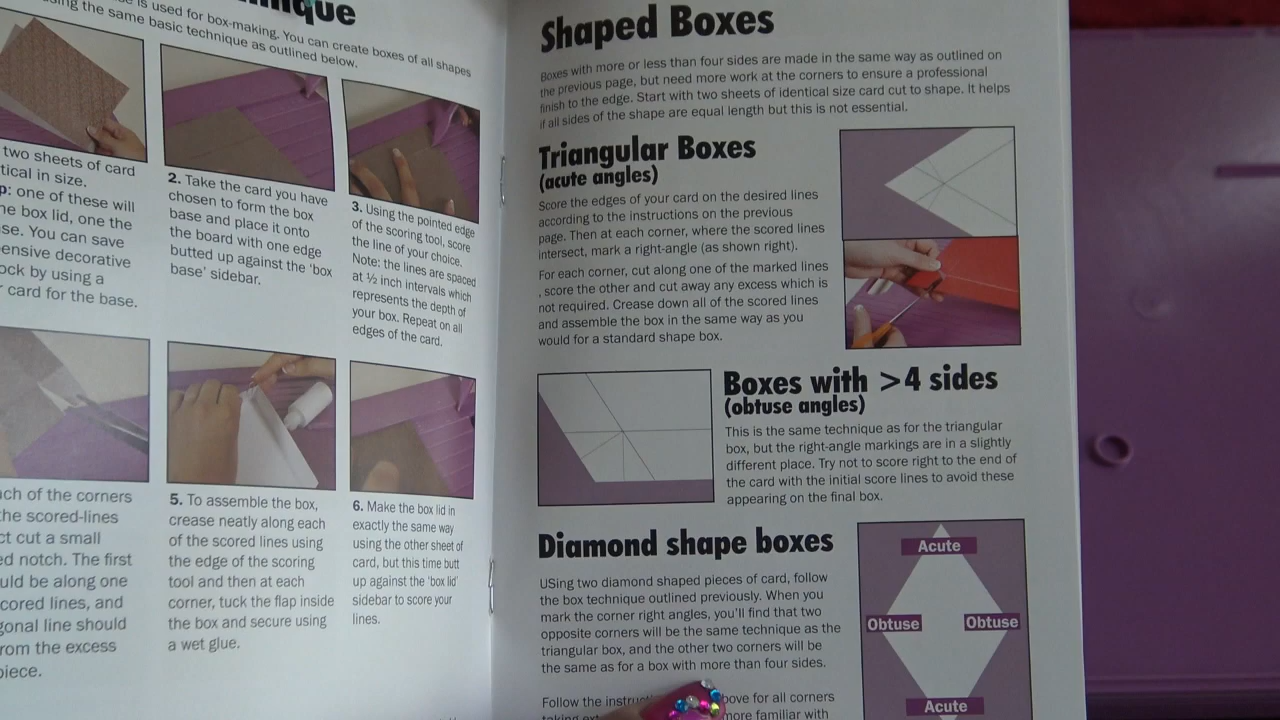 nique
e is used for box-making. You can create boxes of all shapes
ing the same basic technique as outlined below.
two sheets of card
tical in size.
p: one of these will
ne box lid, one the
se. You can save
ensive decorative
ock by using a
r card for the base.
2. Take the card you have
chosen to form the box
base and place it onto
the board with one edge
butted up against the 'box
base' sidebar.
3. Using the pointed edge
of the scoring tool, score
the line of your choice.
Note: the lines are spaced
at ½ inch intervals which
represents the depth of
your box. Repeat on all
edges of the card.
ach of the corners
the scored-lines
ct cut a small
ed notch. The first
uld be along one
scored lines, and
gonal line should
rom the excess
piece.
5. To assemble the box,
crease neatly along each
of the scored lines using
the edge of the scoring
tool and then at each
corner, tuck the flap inside
the box and secure using
a wet glue.
6. Make the box lid in
exactly the same way
using the other sheet of
card, but this time butt
up against the 'box lid'
sidebar to score your
lines.
Shaped Boxes
Boxes with more or less than four sides are made in the same way as outlined on
the previous page, but need more work at the corners to ensure a professional
finish to the edge. Start with two sheets of identical size card cut to shape. It helps
if all sides of the shape are equal length but this is not essential.
Triangular Boxes
(acute angles)
Score the edges of your card on the desired lines
according to the instructions on the previous
page. Then at each corner, where the scored lines
intersect, mark a right-angle (as shown right).
For each corner, cut along one of the marked lines
, score the other and cut away any excess which is
not required. Crease down all of the scored lines
and assemble the box in the same way as you
would for a standard shape box.
Boxes with >4 sides
(obtuse angles)
This is the same technique as for the triangular
box, but the right-angle markings are in a slightly
different place. Try not to score right to the end of
the card with the initial score lines to avoid these
appearing on the final box.
Diamond shape boxes
USing two diamond shaped pieces of card, follow
the box technique outlined previously. When you
mark the corner right angles, you'll find that two
opposite corners will be the same technique as the
triangular box, and the other two corners will be
the same as for a box with more than four sides.
Follow the instruc bove for all corners
taking ext more familiar with
Acute
Obtuse Obtuse
Acute